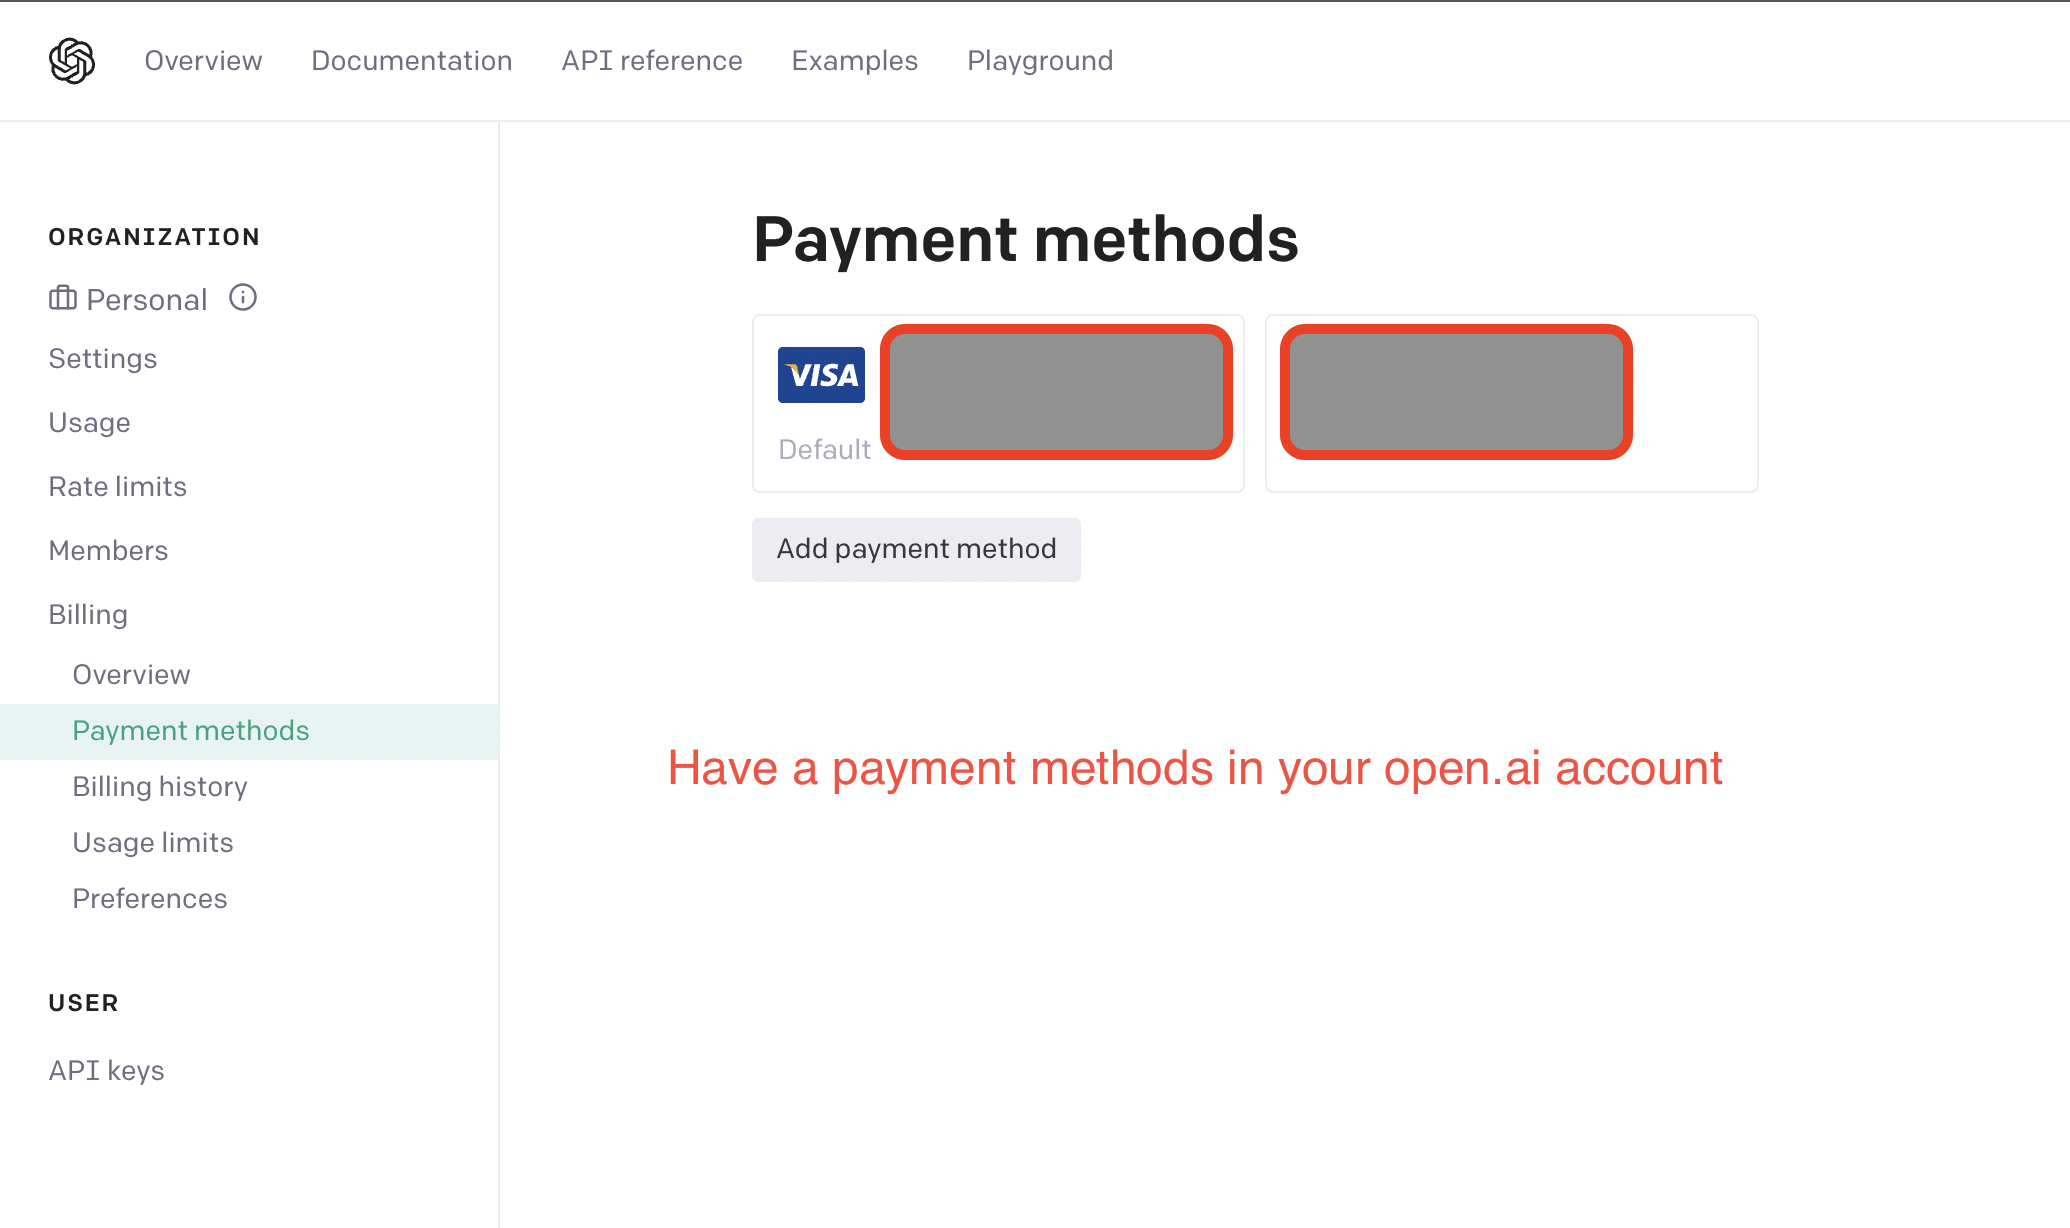 Overview Documentation API reference Examples Playground
ORGANIZATION
Personal
Settings
Usage
Rate limits
Members
Billing
Overview
Payment methods
Billing history
Usage limits
Preferences
USER
API keys
Payment methods
VISA
Default
Add payment method
Have a payment methods in your open.ai account